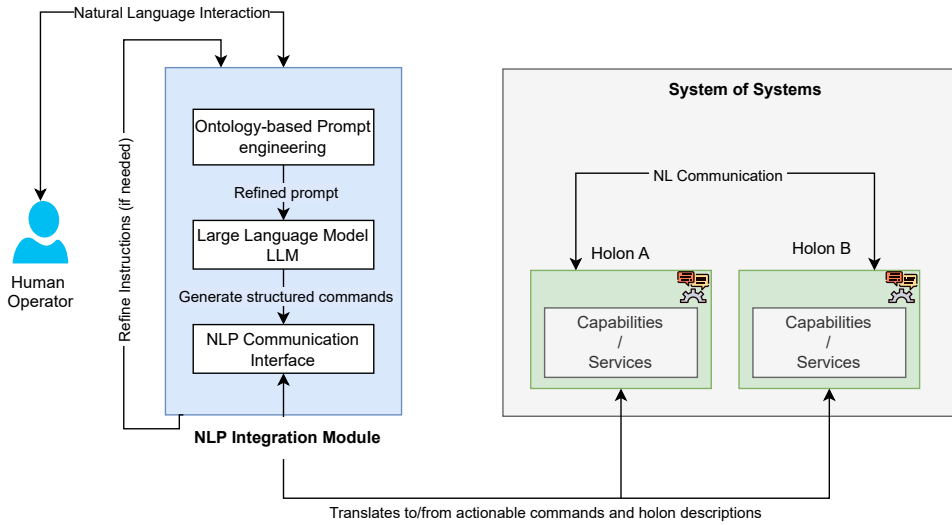 Natural Language Interaction
Ontology-based Prompt
engineering
Refined prompt
Large Language Model
LLM
Generate structured commands
NLP Communication
Interface
NLP Integration Module
Refine Instructions (if needed)
Human
Operator
System of Systems
NL Communication
Holon A
Holon B
Capabilities
/
Services
Capabilities
/
Services
Translates to/from actionable commands and holon descriptions